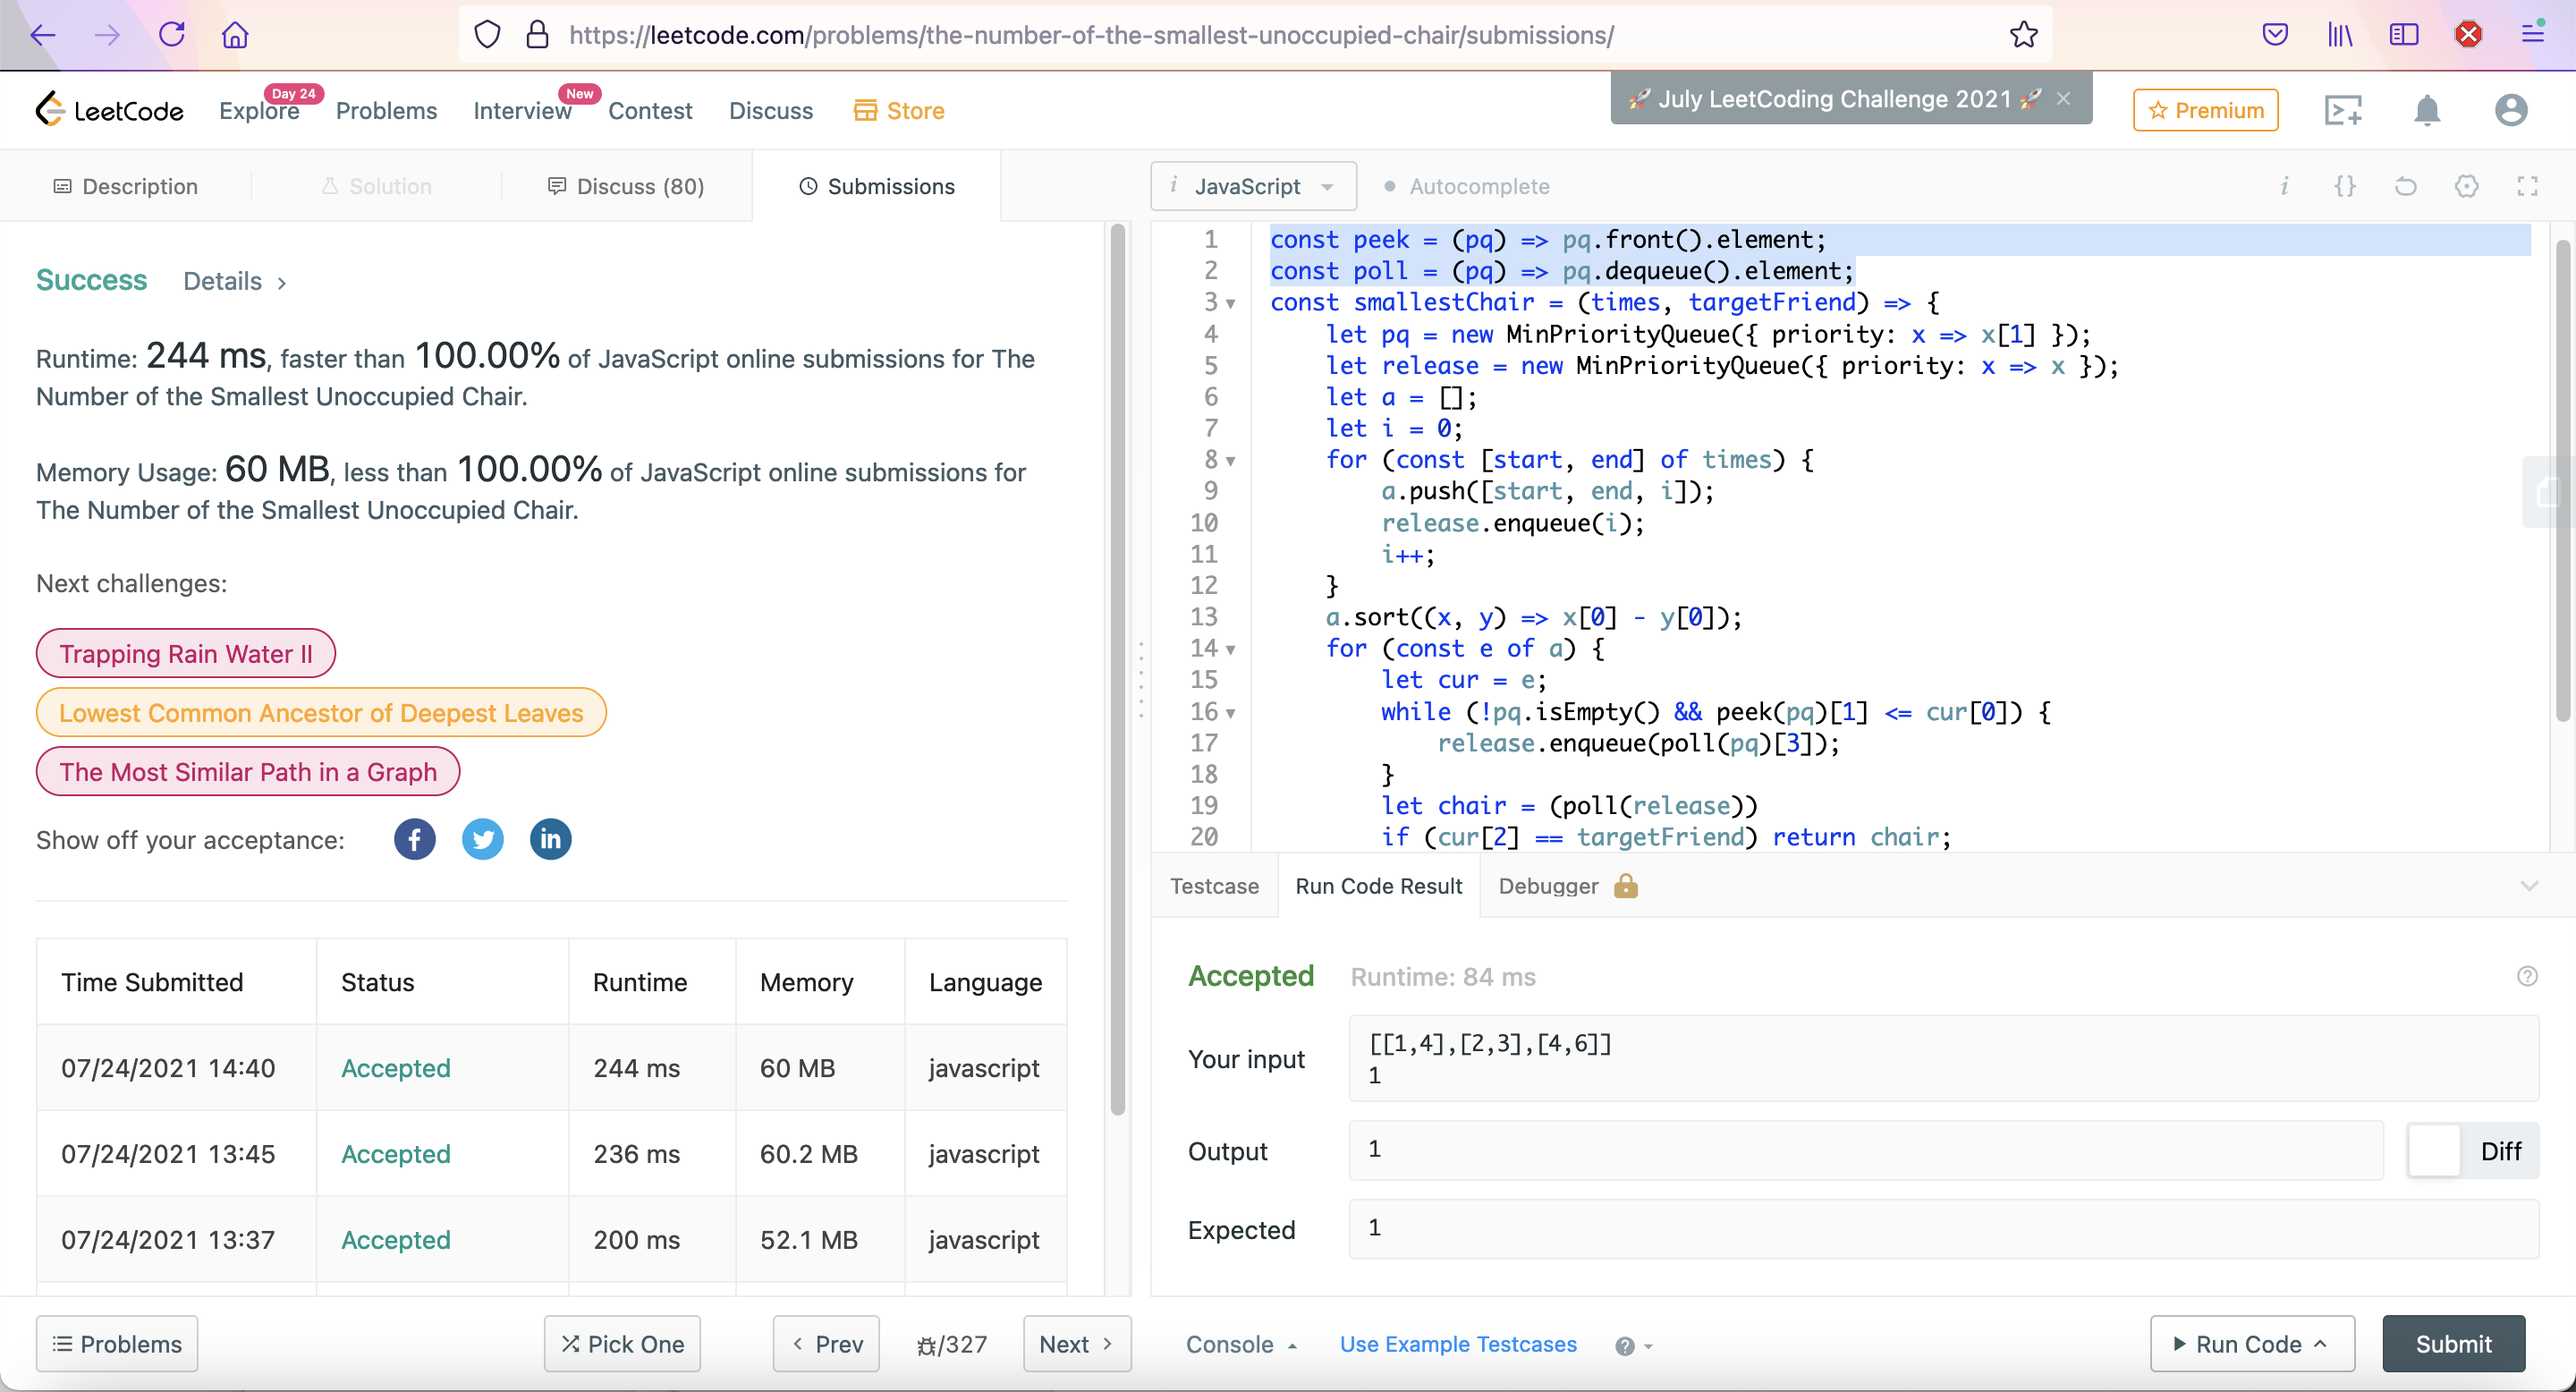 https://leetcode.com/problems/the-number-of-the-smallest-unoccupied-chair/submissions/
LeetCode
Explore
Day 24
Problems
Interview
New
Contest
Discuss
Store
🚀 July LeetCoding Challenge 2021 🚀 ×
Premium
Description
Solution
Discuss (80)
Submissions
i JavaScript
Autocomplete
i {}
Success Details >
Runtime: 244 ms, faster than 100.00% of JavaScript online submissions for The
Number of the Smallest Unoccupied Chair.
Memory Usage: 60 MB, less than 100.00% of JavaScript online submissions for
The Number of the Smallest Unoccupied Chair.
Next challenges:
Trapping Rain Water II
Lowest Common Ancestor of Deepest Leaves
The Most Similar Path in a Graph
Show off your acceptance: f in
Time Submitted Status Runtime Memory Language
07/24/2021 14:40 Accepted 244 ms 60 MB javascript
07/24/2021 13:45 Accepted 236 ms 60.2 MB javascript
07/24/2021 13:37 Accepted 200 ms 52.1 MB javascript
1 const peek = (pq) => pq.front().element;
2 const poll = (pq) => pq.dequeue().element;
3 const smallestChair = (times, targetFriend) => {
4 let pq = new MinPriorityQueue({ priority: x => x[1] });
5 let release = new MinPriorityQueue({ priority: x => x });
6 let a = [];
7 let i = 0;
8 for (const [start, end] of times) {
9 a.push([start, end, i]);
10 release.enqueue(i);
11 i++;
12 }
13 a.sort((x, y) => x[0] - y[0]);
14 for (const e of a) {
15 let cur = e;
16 while (!pq.isEmpty() && peek(pq)[1] <= cur[0]) {
17 release.enqueue(poll(pq)[3]);
18 }
19 let chair = (poll(release))
20 if (cur[2] == targetFriend) return chair;
Testcase
Run Code Result
Debugger
Accepted Runtime: 84 ms
Your input
[[1,4],[2,3],[4,6]]
1
Output
1
Diff
Expected
1
Problems
Pick One
< Prev
/327
Next >
Console
Use Example Testcases
Run Code
Submit